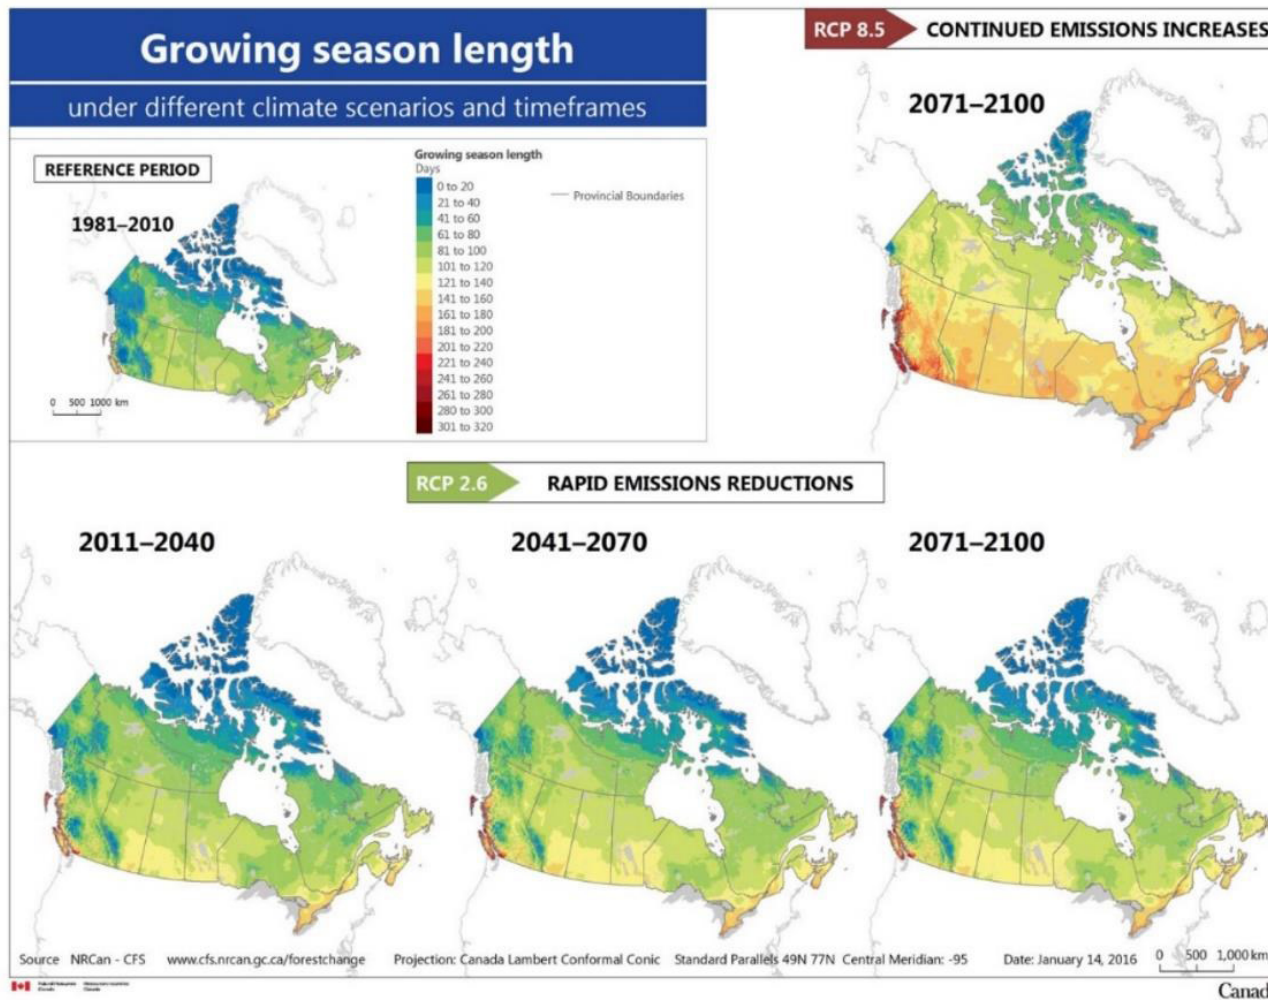 Growing season length
under different climate scenarios and timeframes
RCP 8.5
CONTINUED EMISSIONS INCREASES
2071–2100
REFERENCE PERIOD
1981–2010
0 500 1000 km
Growing season length
Days
0 to 20
21 to 40
41 to 60
61 to 80
81 to 100
101 to 120
121 to 140
141 to 160
161 to 180
181 to 200
201 to 220
221 to 240
241 to 260
261 to 280
280 to 300
301 to 320
Provincial Boundaries
RCP 2.6
RAPID EMISSIONS REDUCTIONS
2011–2040
2041–2070
2071–2100
Source NRCan - CFS www.cfs.nrcan.gc.ca/forestchange Projection: Canada Lambert Conformal Conic Standard Parallels 49N 77N Central Meridian: -95 Date: January 14, 2016
0 500 1,000 km
Canad